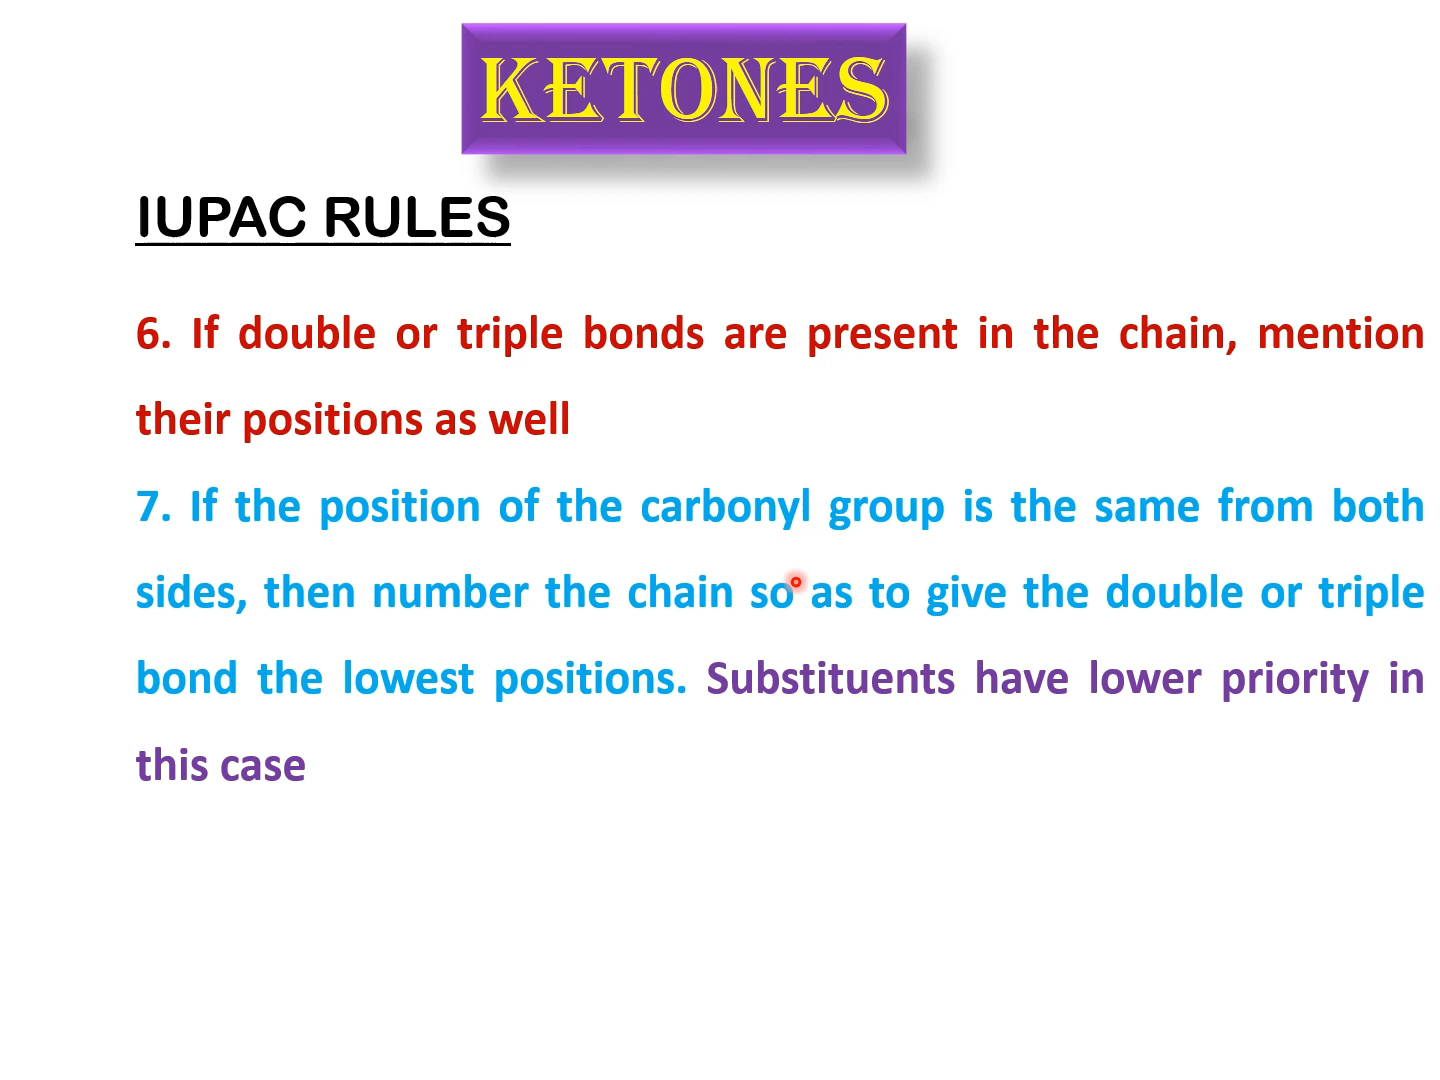 KETONES
IUPAC RULES
6. If double or triple bonds are present in the chain, mention
their positions as well
7. If the position of the carbonyl group is the same from both
sides, then number the chain so as to give the double or triple
bond the lowest positions. Substituents have lower priority in
this case